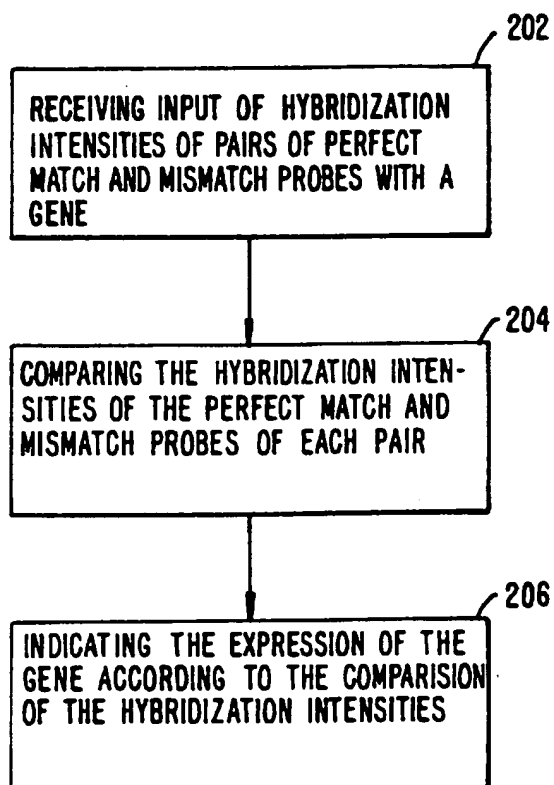 202
RECEIVING INPUT OF HYBRIDIZATION
INTENSITIES OF PAIRS OF PERFECT
MATCH AND MISMATCH PROBES WITH A
GENE
204
COMPARING THE HYBRIDIZATION INTEN-
SITIES OF THE PERFECT MATCH AND
MISMATCH PROBES OF EACH PAIR
206
INDICATING THE EXPRESSION OF THE
GENE ACCORDING TO THE COMPARISION
OF THE HYBRIDIZATION INTENSITIES